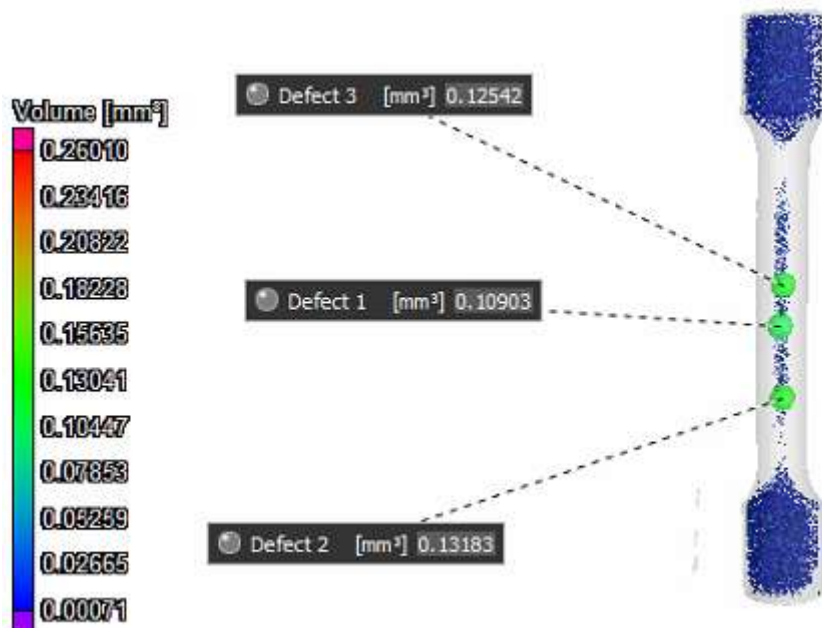 Defect 3 [mm³] 0.12542
Volume [mm³]
0.26010
0.23416
0.20822
0.18228
0.15635
0.13041
0.10447
0.07853
0.05259
0.02665
0.00071
Defect 1 [mm³] 0.10903
Defect 2 [mm³] 0.13183